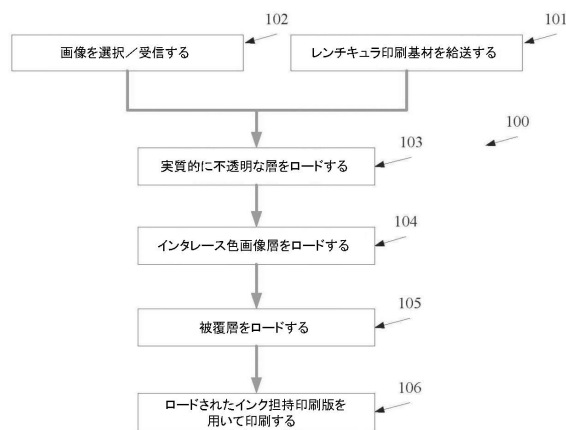 102
101
画像を選択／受信する
レンチキュラ印刷基材を給送する
100
103
実質的に不透明な層をロードする
104
インタレース色画像層をロードする
105
被覆層をロードする
106
ロードされたインク担持印刷版を
用いて印刷する